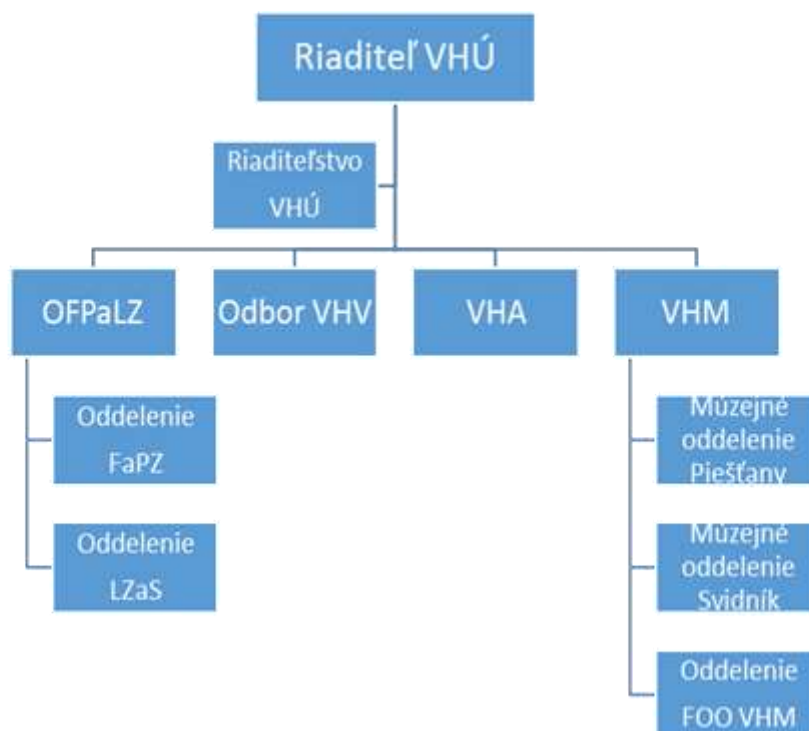 Riaditeľ VHÚ
Riaditeľstvo
VHÚ
OFPaLZ
Odbor VHV
VHA
VHM
Oddelenie
FaPZ
Oddelenie
LZaS
Múzejné
oddelenie
Piešťany
Múzejné
oddelenie
Svidník
Oddelenie
FOO VHM